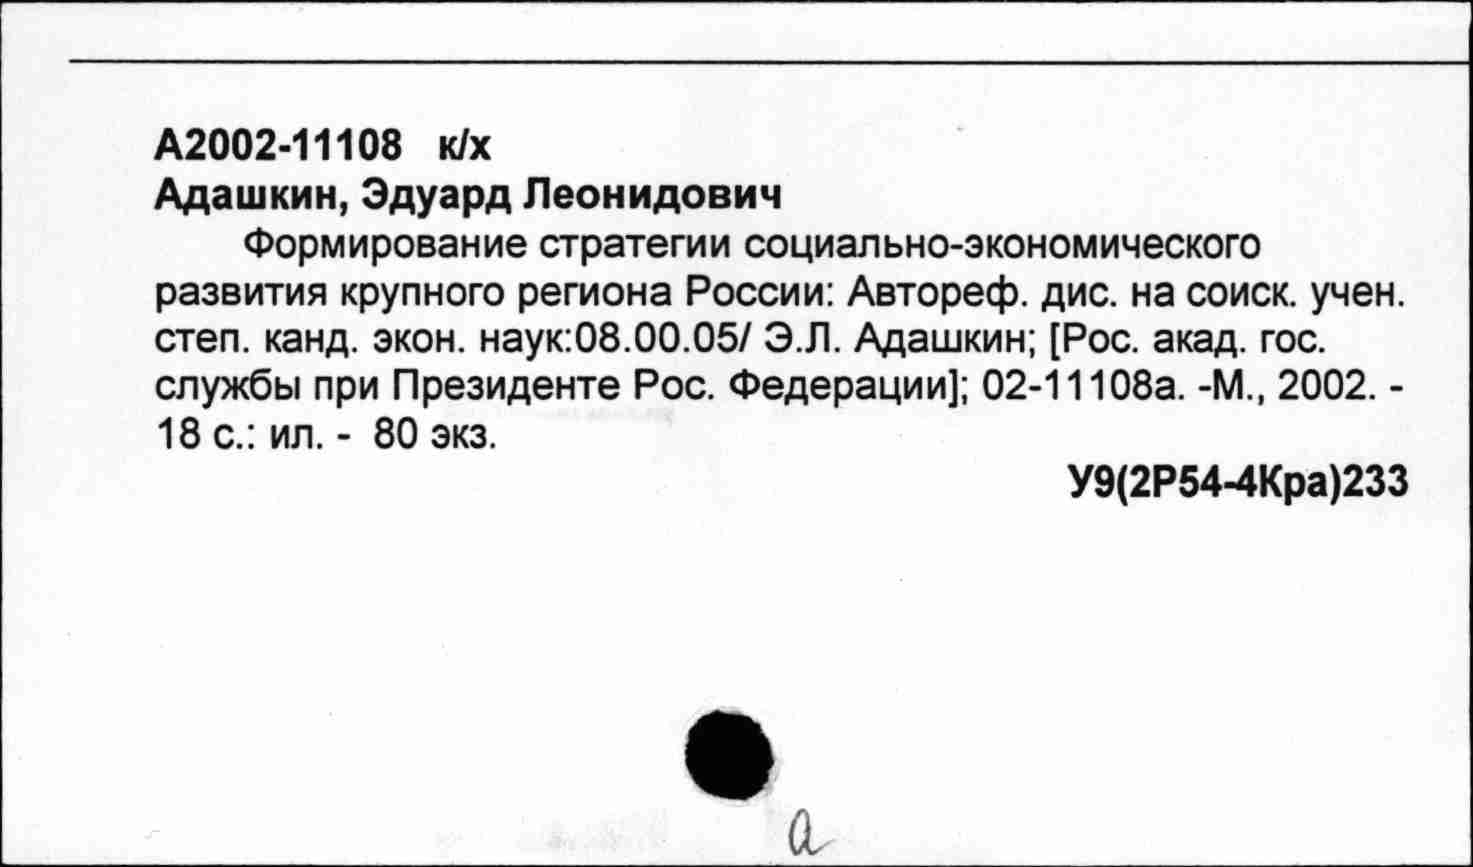 А2002-11108 к/х
Адашкин, Эдуард Леонидович
Формирование стратегии социально-экономического
развития крупного региона России: Автореф. дис. на соиск. учен.
степ. канд. экон. наук:08.00.05/ Э.Л. Адашкин; [Рос. акад. гос.
службы при Президенте Рос. Федерации]; 02-11108а. -М., 2002. -
18 с.: ил. - 80 экз.
У9(2Р54-4Кра)233
а